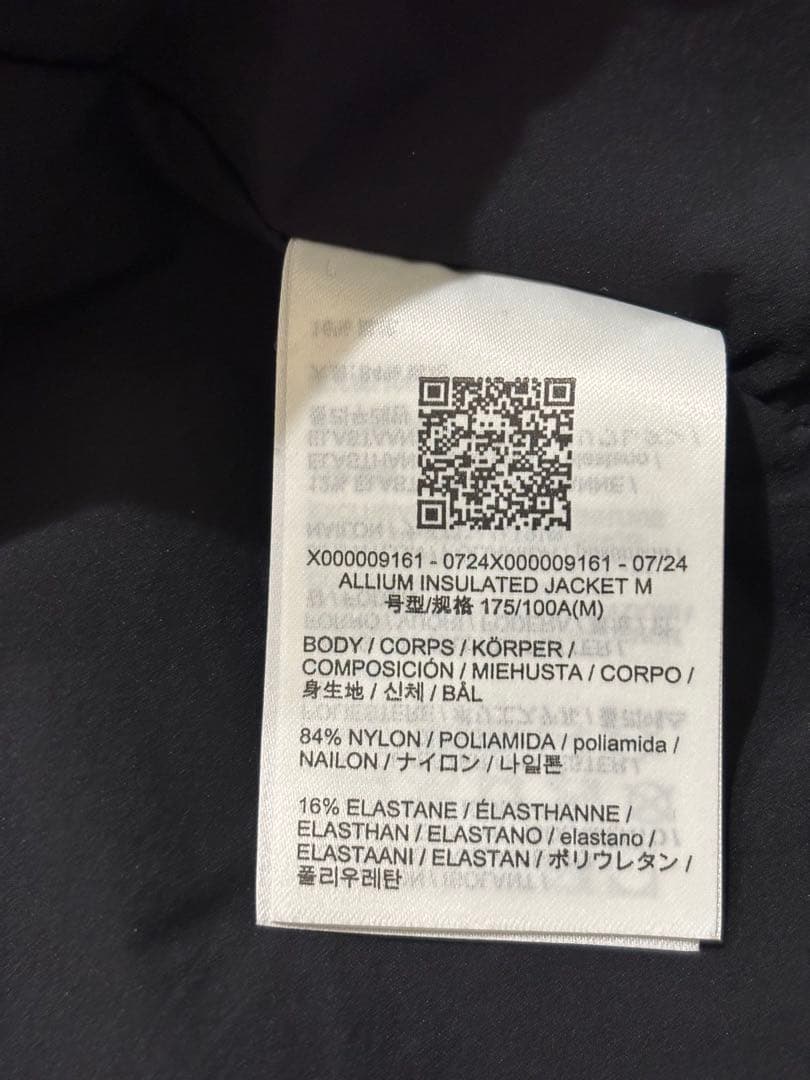 X000009161 - 0724X000009161 - 07/24
ALLIUM INSULATED JACKET M
号型/规格 175/100A(M)
BODY / CORPS / KÖRPER /
COMPOSICIÓN / MIEHUSTA / CORPO /
身生地 / 신체 / BÅL
84% NYLON / POLIAMIDA / poliamida /
NAILON / ナイロン / 나일론
16% ELASTANE / ÉLASTHANNE /
ELASTHAN / ELASTANO / elastano /
ELASTAANI / ELASTAN / ポリウレタン /
폴리우레탄